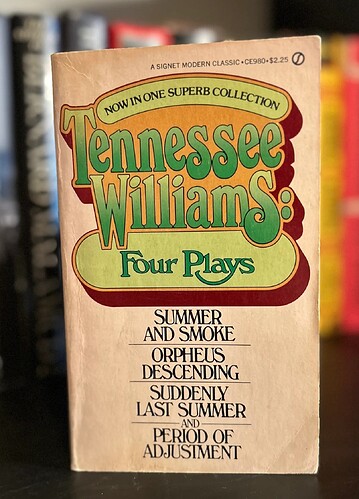 A SIGNET MODERN CLASSIC • CE980 • $2.25
NOW IN ONE SUPERB COLLECTION
Tennessee
Williams:
Four Plays
SUMMER
AND SMOKE
ORPHEUS
DESCENDING
SUDDENLY
LAST SUMMER
AND
PERIOD OF
ADJUSTMENT